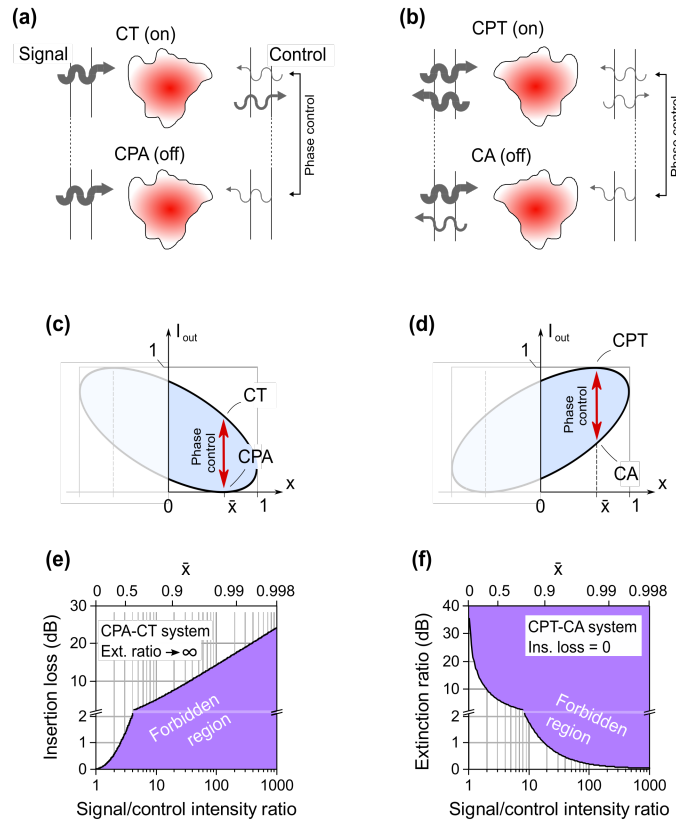 (a)
CT (on)
Signal
Control
Phase control
CPA (off)
(b)
CPT (on)
Phase control
CA (off)
(c)
I out
1
CT
Phase
control
CPA
0
x̄
1
x
(d)
I out
1
CPT
Phase
control
CA
0
x̄
1
x
(e)
x̄
0 0.5 0.9 0.99 0.998
30
20
10
2
1
0
Insertion loss (dB)
CPA-CT system
Ext. ratio → ∞
Forbidden
region
1 10 100 1000
Signal/control intensity ratio
(f)
x̄
0 0.5 0.9 0.99 0.998
40
30
20
10
2
1
0
Extinction ratio (dB)
CPT-CA system
Ins. loss = 0
Forbidden
region
1 10 100 1000
Signal/control intensity ratio